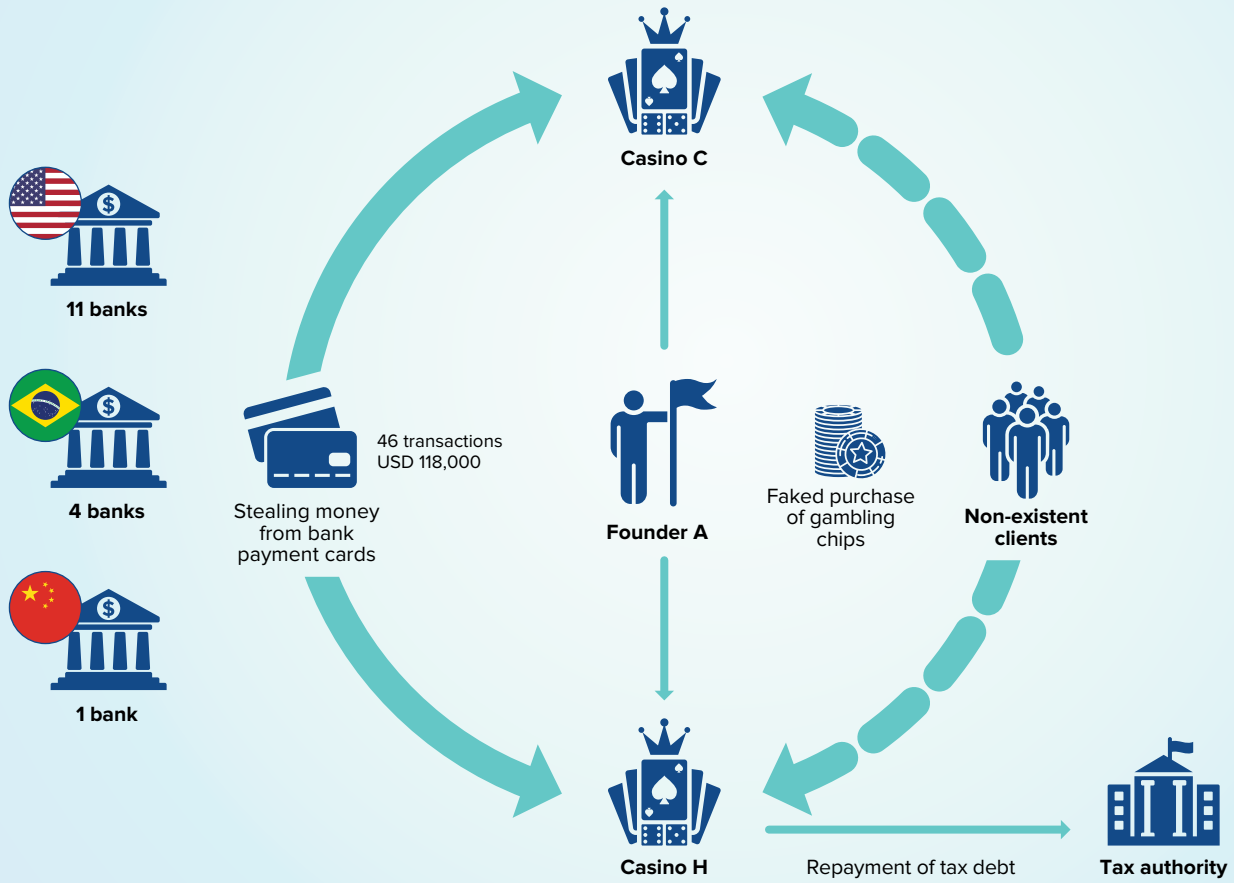 Casino C
11 banks
4 banks
1 bank
46 transactions
USD 118,000
Stealing money
from bank
payment cards
Founder A
Faked purchase
of gambling
chips
Non-existent
clients
Casino H
Repayment of tax debt
Tax authority